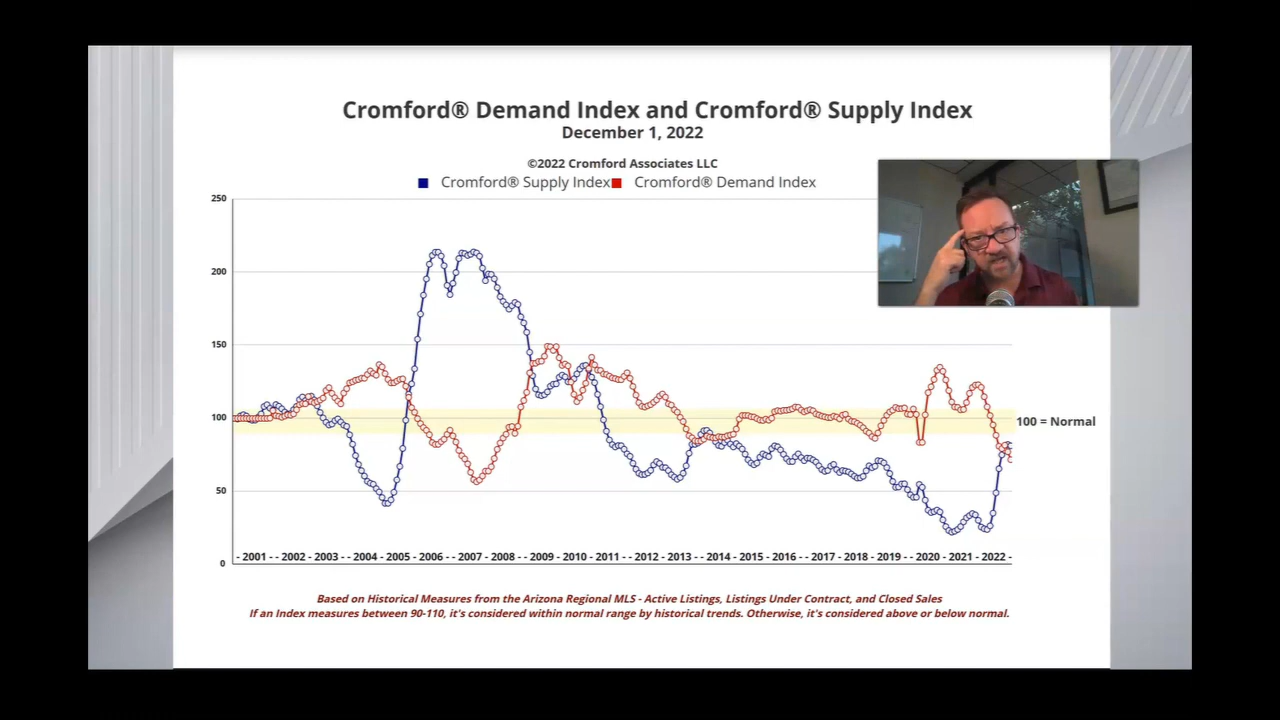 Cromford® Demand Index and Cromford® Supply Index
December 1, 2022
©2022 Cromford Associates LLC
Cromford® Supply Index Cromford® Demand Index
250
200
150
100
100 = Normal
50
0
- 2001 - - 2002 - 2003 - - 2004 - 2005 - 2006 - - 2007 - 2008 - - 2009 - 2010 - 2011 - - 2012 - 2013 - - 2014 - 2015 - 2016 - - 2017 - 2018 - 2019 - - 2020 - 2021 - 2022 -
Based on Historical Measures from the Arizona Regional MLS - Active Listings, Listings Under Contract, and Closed Sales
If an Index measures between 90-110, it's considered within normal range by historical trends. Otherwise, it's considered above or below normal.